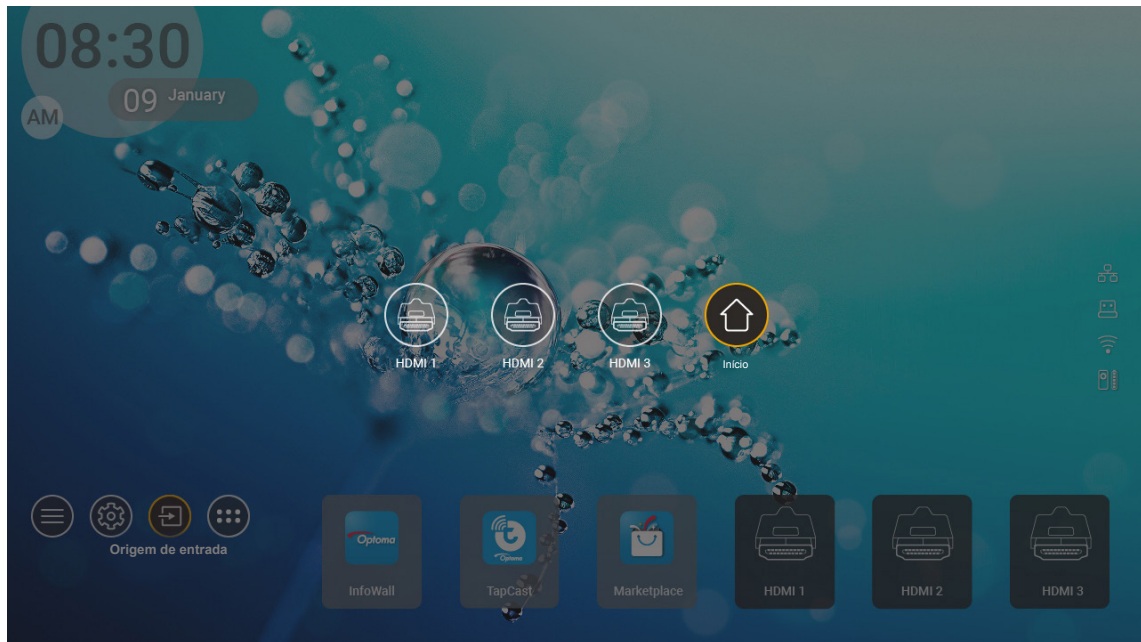 08:30
09 January
AM
HDMI 1 HDMI 2 HDMI 3 Início
Origem de entrada
Optoma
Optoma
InfoWall TapCast Marketplace HDMI 1 HDMI 2 HDMI 3